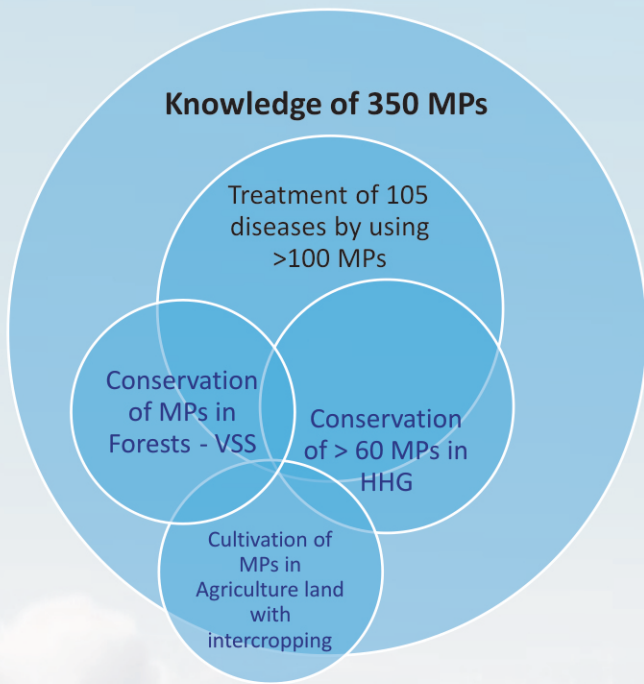 Knowledge of 350 MPs
Treatment of 105
diseases by using
>100 MPs
Conservation
of MPs in
Forests - VSS
Conservation
of > 60 MPs in
HHG
Cultivation of
MPs in
Agriculture land
with
intercropping